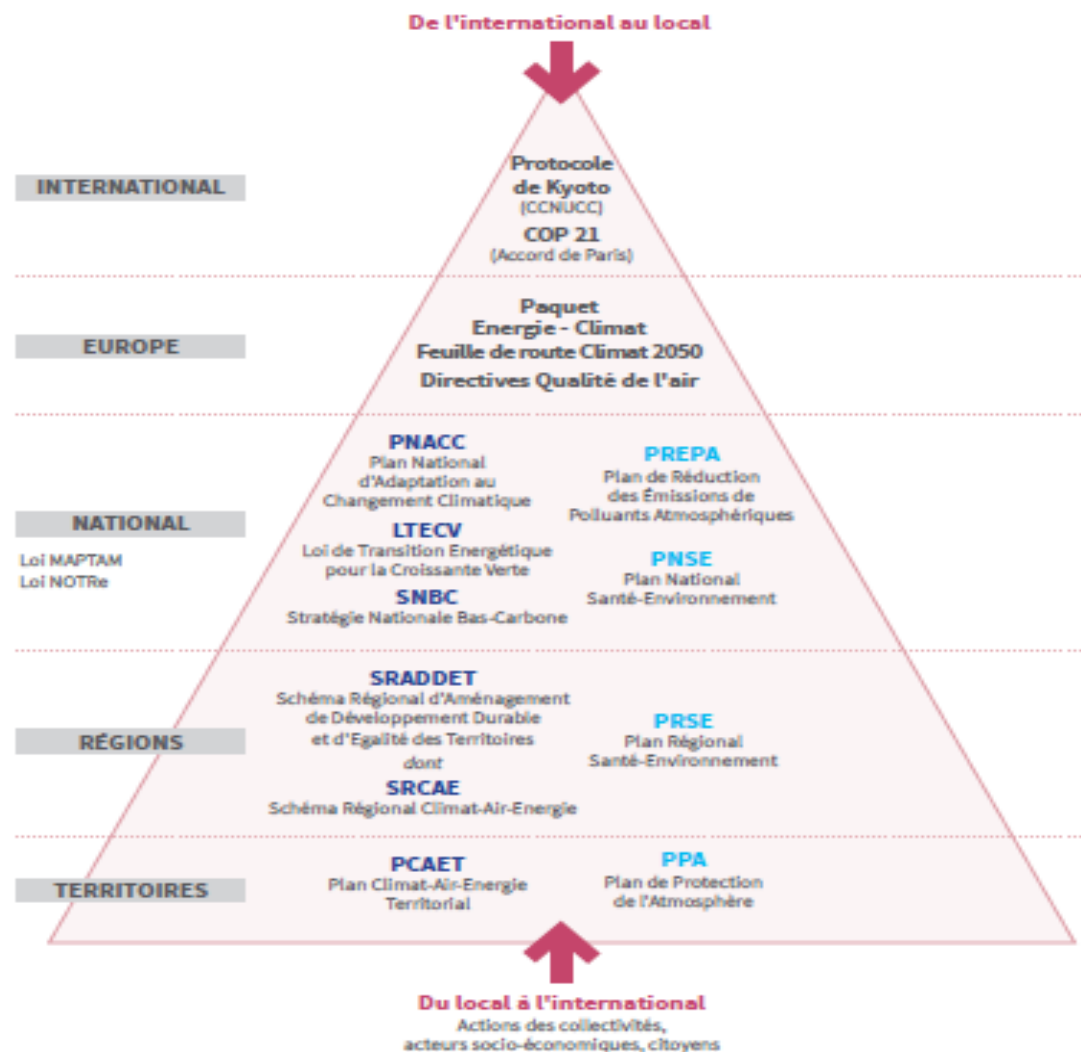 De l'international au local
INTERNATIONAL
Protocole
de Kyoto
(CCNUCC)
COP 21
(Accord de Paris)
EUROPE
Paquet
Energie - Climat
Feuille de route Climat 2050
Directives Qualité de l'air
NATIONAL
Loi MAPTAM
Loi NOTRe
PNACC
Plan National
d'Adaptation au
Changement Climatique
LTECV
Loi de Transition Energétique
pour la Croissante Verte
SNBC
Stratégie Nationale Bas-Carbone
PREPA
Plan de Réduction
des Émissions de
Polluants Atmosphériques
PNSE
Plan National
Santé-Environnement
RÉGIONS
SRADDET
Schéma Régional d'Aménagement
de Développement Durable
et d'Egalité des Territoires
dont
SRCAE
Schéma Régional Climat-Air-Energie
PRSE
Plan Régional
Santé-Environnement
TERRITOIRES
PCAET
Plan Climat-Air-Energie
Territorial
PPA
Plan de Protection
de l'Atmosphère
Du local à l'international
Actions des collectivités,
acteurs socio-économiques, citoyens